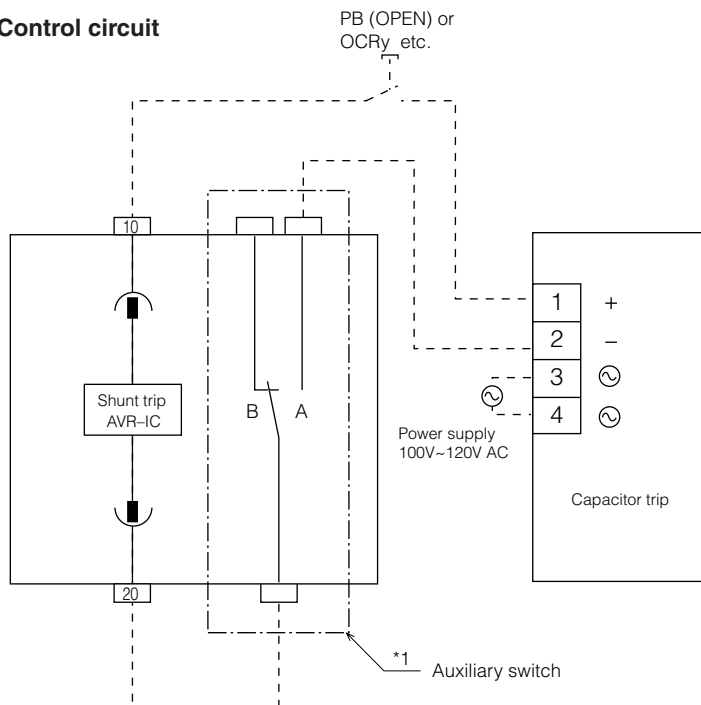 Control circuit
PB (OPEN) or
OCRy etc.
10
1 +
2 –
3
4
Shunt trip
AVR–IC
B A
Power supply
100V~120V AC
Capacitor trip
20
*1
Auxiliary switch